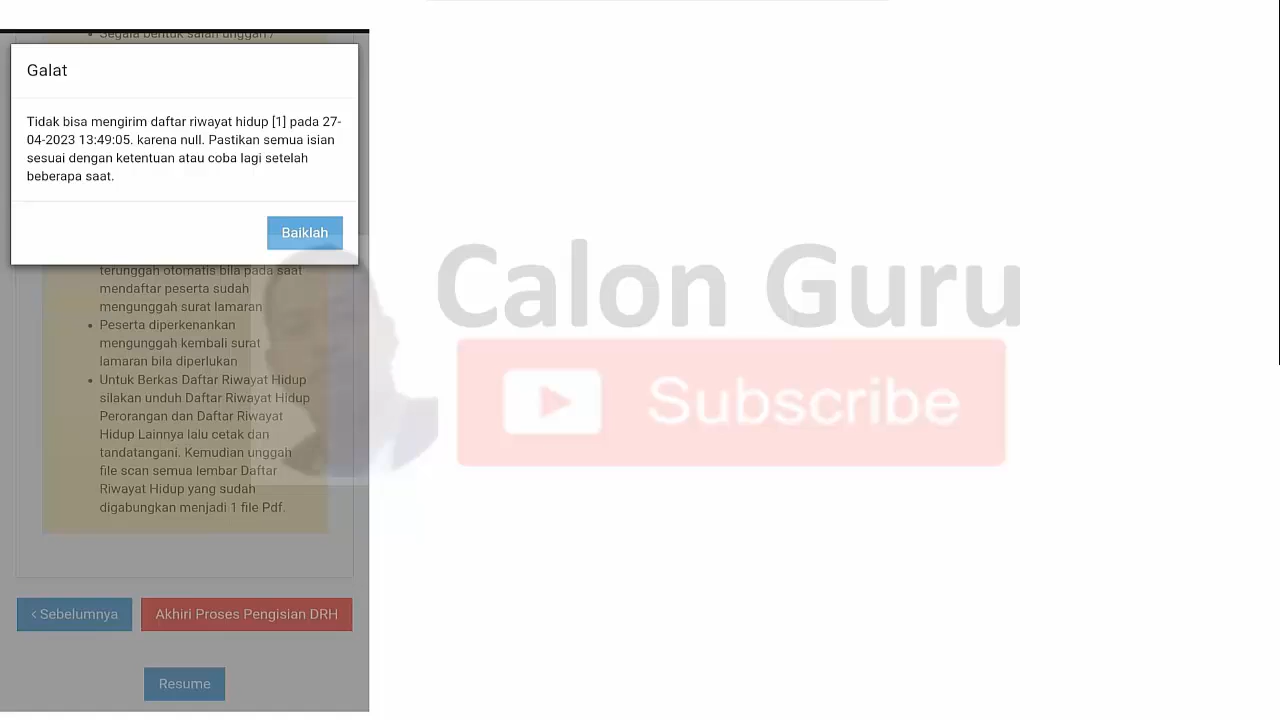 Segala bentuk salah unggah /
Galat
Tidak bisa mengirim daftar riwayat hidup [1] pada 27-
04-2023 13:49:05. karena null. Pastikan semua isian
sesuai dengan ketentuan atau coba lagi setelah
beberapa saat.
Baiklah
terunggah otomatis bila pada saat
mendaftar peserta sudah
mengunggah surat lamaran
Peserta diperkenankan
mengunggah kembali surat
lamaran bila diperlukan
Untuk Berkas Daftar Riwayat Hidup
silakan unduh Daftar Riwayat Hidup
Perorangan dan Daftar Riwayat
Hidup Lainnya lalu cetak dan
tandatangani. Kemudian unggah
file scan semua lembar Daftar
Riwayat Hidup yang sudah
digabungkan menjadi 1 file Pdf.
< Sebelumnya
Akhiri Proses Pengisian DRH
Resume
Calon Guru
Subscribe